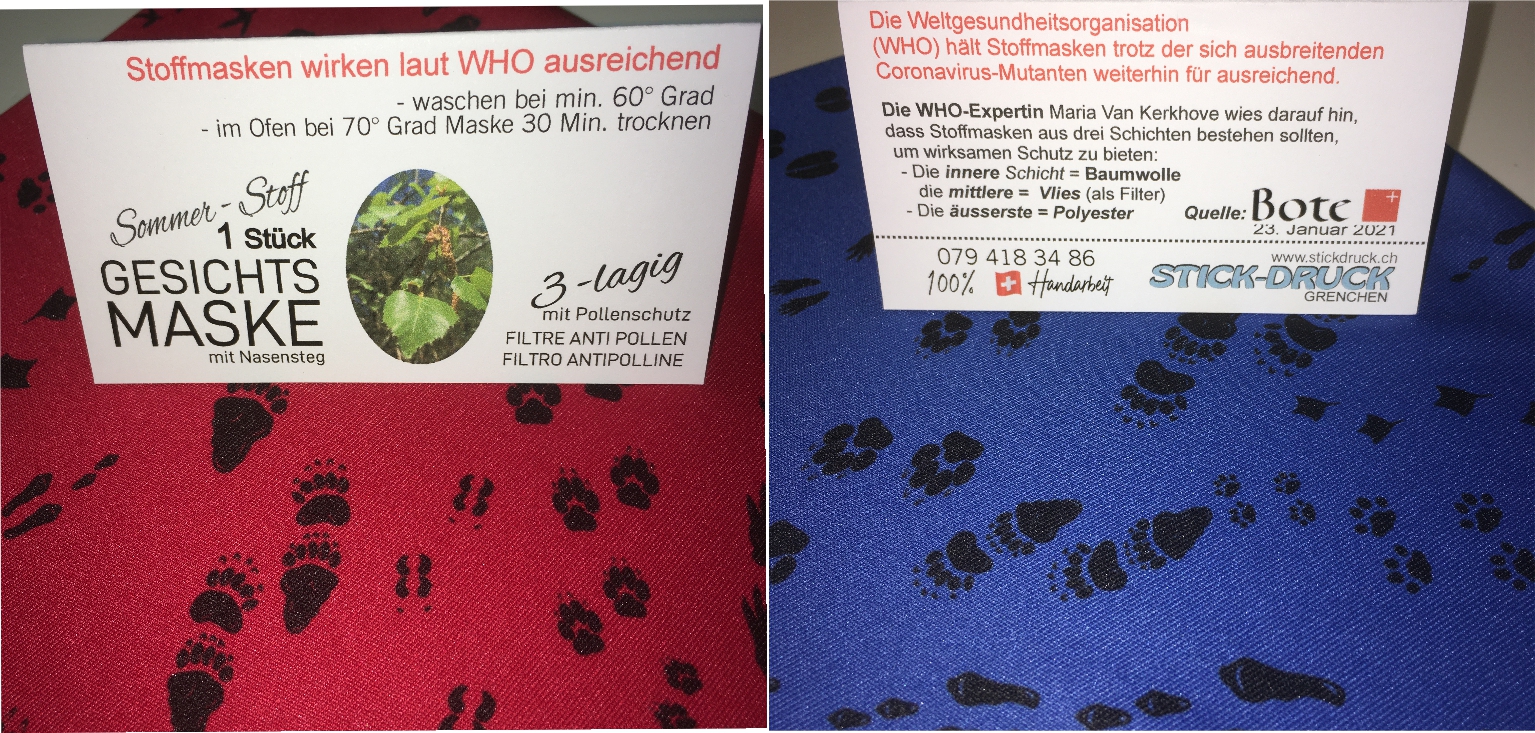 Stoffmasken wirken laut WHO ausreichend
- waschen bei min. 60° Grad
- im Ofen bei 70° Grad Maske 30 Min. trocknen
Sommer - Stoff
1 Stück
GESICHTS
MASKE
mit Nasensteg
3-lagig
mit Pollenschutz
FILTRE ANTI POLLEN
FILTRO ANTIPOLLINE
Die Weltgesundheitsorganisation
(WHO) hält Stoffmasken trotz der sich ausbreitenden
Coronavirus-Mutanten weiterhin für ausreichend.
Die WHO-Expertin Maria Van Kerkhove wies darauf hin,
dass Stoffmasken aus drei Schichten bestehen sollten,
um wirksamen Schutz zu bieten:
- Die innere Schicht = Baumwolle
die mittlere = Vlies (als Filter)
- Die äusserste = Polyester
Quelle: Bote
23. Januar 2021
079 418 34 86
100% Handarbeit
www.stickdruck.ch
STICK-DRUCK
GRENCHEN